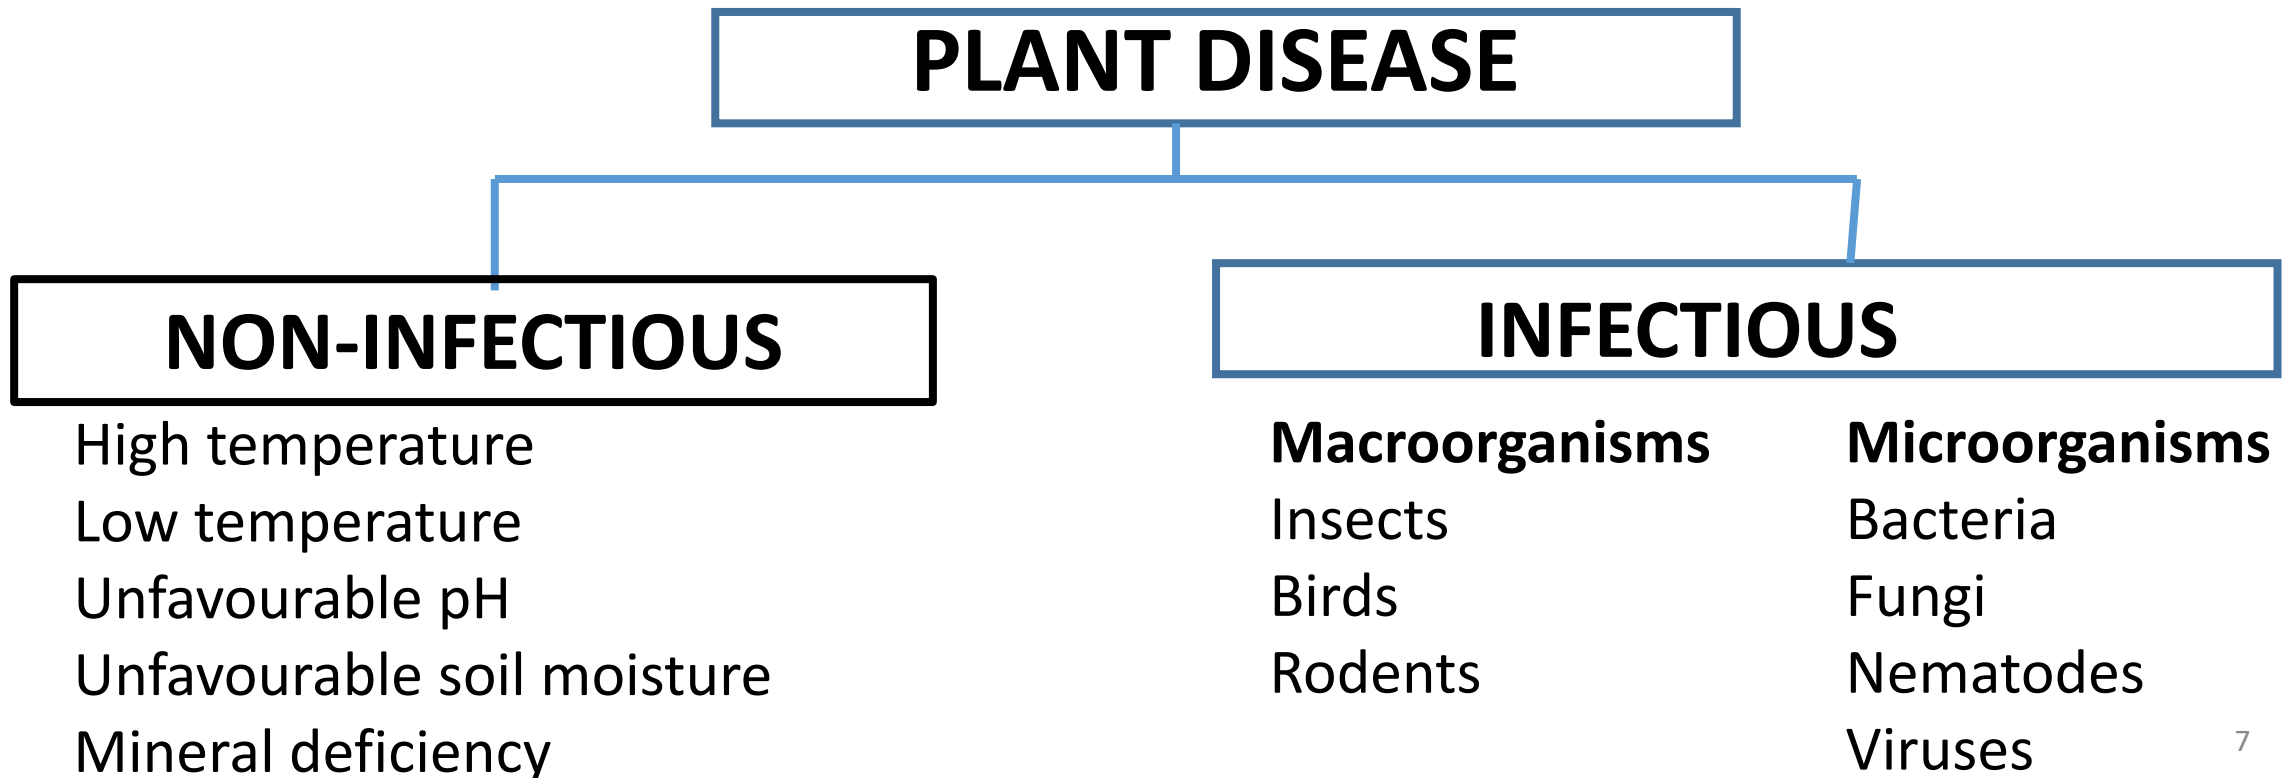 PLANT DISEASE
NON-INFECTIOUS
High temperature
Low temperature
Unfavourable pH
Unfavourable soil moisture
Mineral deficiency
INFECTIOUS
Macroorganisms
Insects
Birds
Rodents
Microorganisms
Bacteria
Fungi
Nematodes
Viruses
7